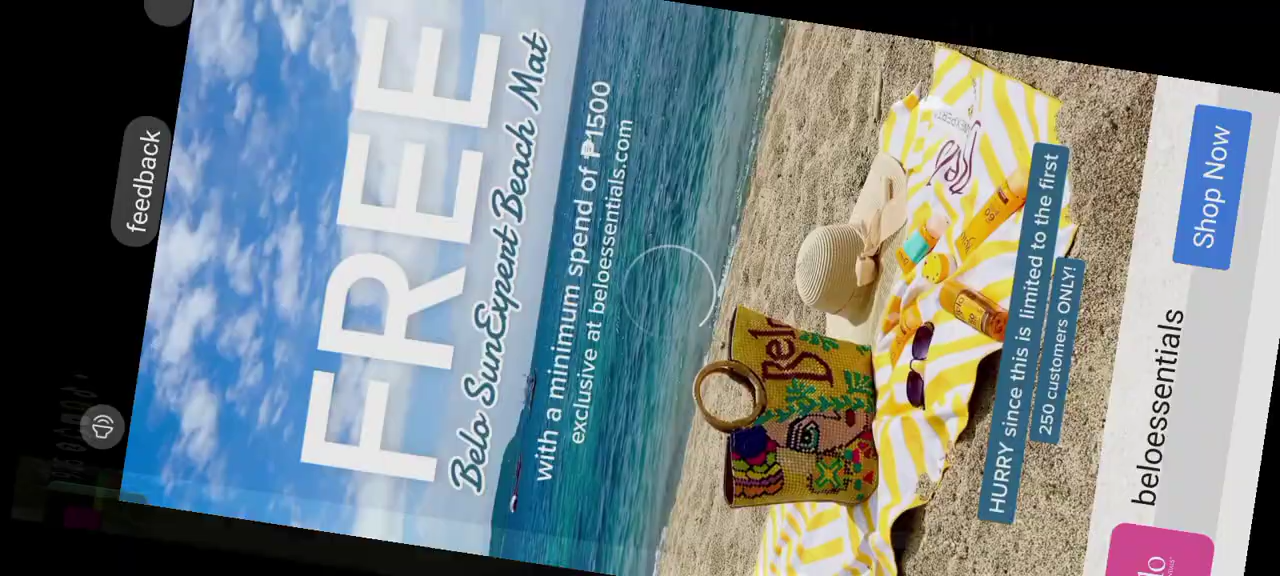 feedback
FREE
Belo SunExpert Beach Mat
with a minimum spend of ₱1500
exclusive at beloessentials.com
Belo
HURRY since this is limited to the first
250 customers ONLY!
beloessentials
Shop Now